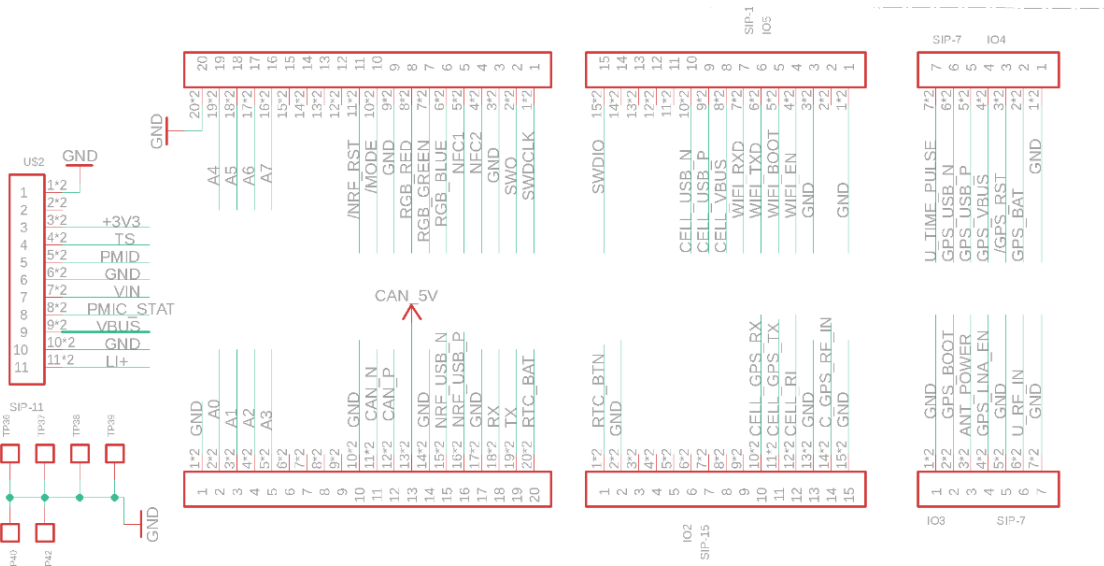 SIP-1
IO5
SIP-7
IO4
20 19 18 17 16 15 14 13 12 11 10 9 8 7 6 5 4 3 2 1
20*2 19*2 18*2 17*2 16*2 15*2 14*2 13*2 12*2 11*2 10*2 9*2 8*2 7*2 6*2 5*2 4*2 3*2 2*2 1*2
GND
A4
A5
A6
A7
/NRF_RST
/MODE
GND
RGB_RED
RGB_GREEN
RGB_BLUE
NFC1
NFC2
GND
SWO
SWDCLK
15 14 13 12 11 10 9 8 7 6 5 4 3 2 1
15*2 14*2 13*2 12*2 11*2 10*2 9*2 8*2 7*2 6*2 5*2 4*2 3*2 2*2 1*2
SWDIO
CELL_USB_N
CELL_USB_P
CELL_VBUS
WIFI_RXD
WIFI_TXD
WIFI_BOOT
WIFI_EN
GND
GND
7 6 5 4 3 2 1
7*2 6*2 5*2 4*2 3*2 2*2 1*2
U_TIME_PULSE
GPS_USB_N
GPS_USB_P
GPS_VBUS
/GPS_RST
GPS_BAT
GND
U$2
GND
1 1*2
2 2*2
3 3*2 +3V3
4 4*2 TS
5 5*2 PMID
6 6*2 GND
7 7*2 VIN
8 8*2 PMIC_STAT
9 9*2 VBUS
10 10*2 GND
11 11*2 LI+
SIP-11
CAN_5V
GND
A0
A1
A2
A3
GND
CAN_N
CAN_P
GND
NRF_USB_N
NRF_USB_P
GND
RX
TX
RTC_BAT
1*2 2*2 3*2 4*2 5*2 6*2 7*2 8*2 9*2 10*2 11*2 12*2 13*2 14*2 15*2 16*2 17*2 18*2 19*2 20*2
1 2 3 4 5 6 7 8 9 10 11 12 13 14 15 16 17 18 19 20
RTC_BTN
GND
CELL_GPS_RX
CELL_GPS_TX
CELL_RI
GND
C_GPS_RF_IN
GND
1*2 2*2 3*2 4*2 5*2 6*2 7*2 8*2 9*2 10*2 11*2 12*2 13*2 14*2 15*2
1 2 3 4 5 6 7 8 9 10 11 12 13 14 15
IO2
SIP-15
GND
GPS_BOOT
ANT_POWER
GPS_LNA_EN
GND
U_RF_IN
GND
1*2 2*2 3*2 4*2 5*2 6*2 7*2
1 2 3 4 5 6 7
IO3
SIP-7
TP36
TP37
TP38
TP39
GND
P40
P42